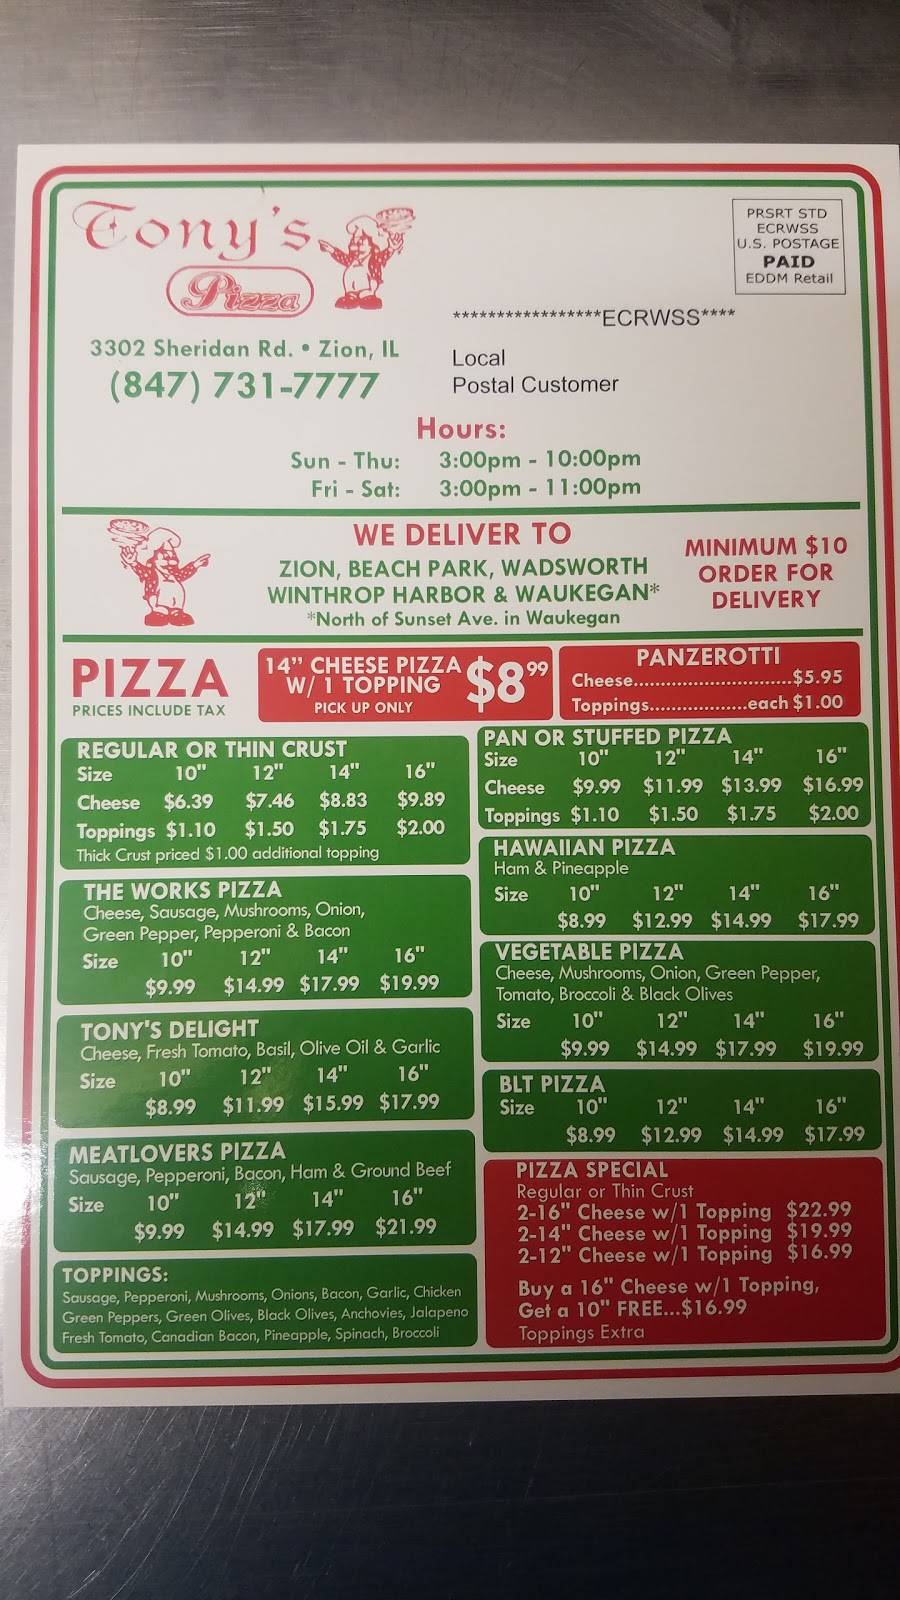 Tony's
Pizza
3302 Sheridan Rd. • Zion, IL
(847) 731-7777
PRSRT STD
ECRWSS
U.S. POSTAGE
PAID
EDDM Retail
*****************ECRWSS****
Local
Postal Customer
Hours:
Sun - Thu: 3:00pm - 10:00pm
Fri - Sat: 3:00pm - 11:00pm
WE DELIVER TO
ZION, BEACH PARK, WADSWORTH
WINTHROP HARBOR & WAUKEGAN*
*North of Sunset Ave. in Waukegan
MINIMUM $10
ORDER FOR
DELIVERY
PIZZA
PRICES INCLUDE TAX
14" CHEESE PIZZA
W/ 1 TOPPING
PICK UP ONLY
$8.99
PANZEROTTI
Cheese............................$5.95
Toppings...................each $1.00
REGULAR OR THIN CRUST
Size 10" 12" 14" 16"
Cheese $6.39 $7.46 $8.83 $9.89
Toppings $1.10 $1.50 $1.75 $2.00
Thick Crust priced $1.00 additional topping
THE WORKS PIZZA
Cheese, Sausage, Mushrooms, Onion,
Green Pepper, Pepperoni & Bacon
Size 10" 12" 14" 16"
$9.99 $14.99 $17.99 $19.99
TONY'S DELIGHT
Cheese, Fresh Tomato, Basil, Olive Oil & Garlic
Size 10" 12" 14" 16"
$8.99 $11.99 $15.99 $17.99
MEATLOVERS PIZZA
Sausage, Pepperoni, Bacon, Ham & Ground Beef
Size 10" 12" 14" 16"
$9.99 $14.99 $17.99 $21.99
TOPPINGS:
Sausage, Pepperoni, Mushrooms, Onions, Bacon, Garlic, Chicken
Green Peppers, Green Olives, Black Olives, Anchovies, Jalapeno
Fresh Tomato, Canadian Bacon, Pineapple, Spinach, Broccoli
PAN OR STUFFED PIZZA
Size 10" 12" 14" 16"
Cheese $9.99 $11.99 $13.99 $16.99
Toppings $1.10 $1.50 $1.75 $2.00
HAWAIIAN PIZZA
Ham & Pineapple
Size 10" 12" 14" 16"
$8.99 $12.99 $14.99 $17.99
VEGETABLE PIZZA
Cheese, Mushrooms, Onion, Green Pepper,
Tomato, Broccoli & Black Olives
Size 10" 12" 14" 16"
$9.99 $14.99 $17.99 $19.99
BLT PIZZA
Size 10" 12" 14" 16"
$8.99 $12.99 $14.99 $17.99
PIZZA SPECIAL
Regular or Thin Crust
2-16" Cheese w/1 Topping $22.99
2-14" Cheese w/1 Topping $19.99
2-12" Cheese w/1 Topping $16.99
Buy a 16" Cheese w/1 Topping,
Get a 10" FREE...$16.99
Toppings Extra